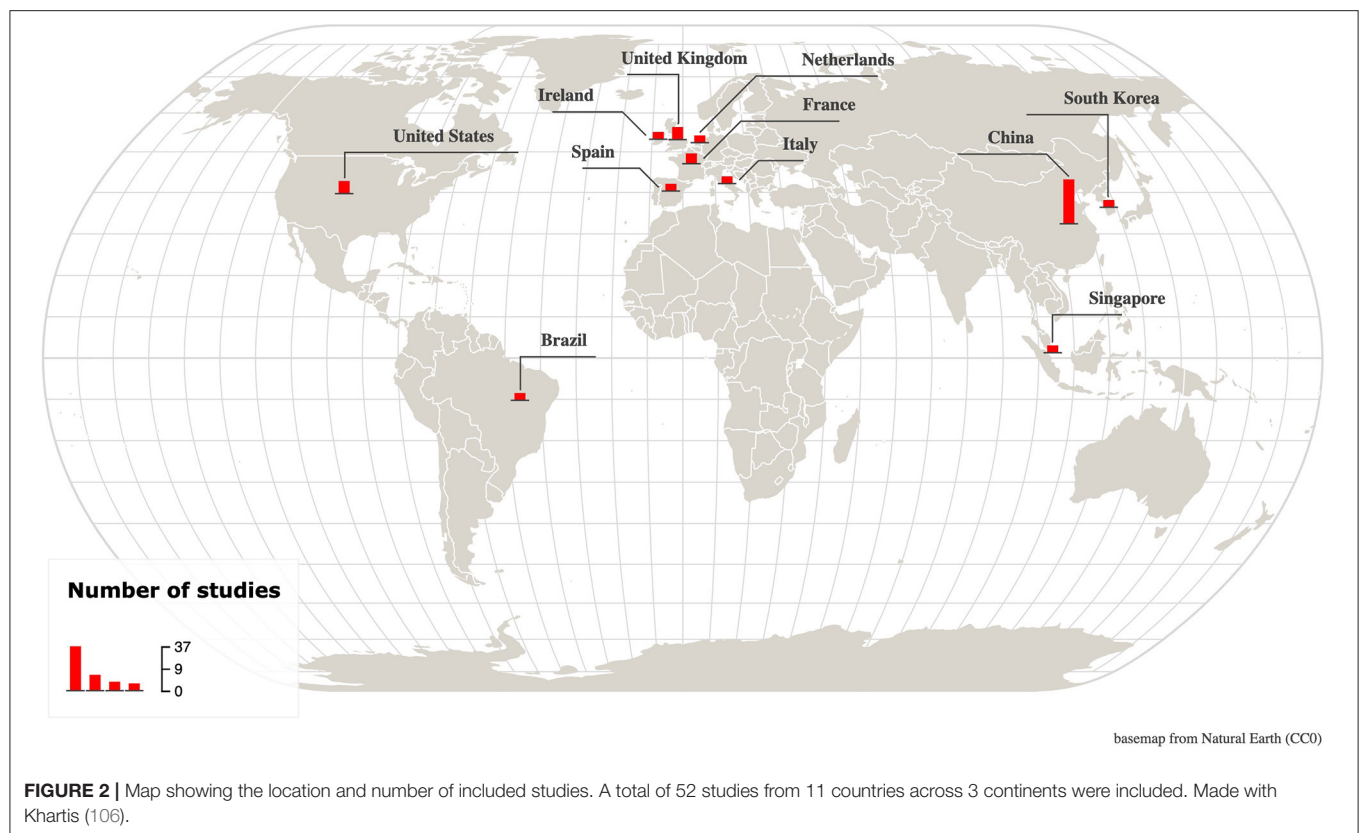 United Kingdom
Netherlands
Ireland
France
South Korea
United States
China
Spain
Italy
Singapore
Brazil
Number of studies
37
9
0
basemap from Natural Earth (CC0)
FIGURE 2 | Map showing the location and number of included studies. A total of 52 studies from 11 countries across 3 continents were included. Made with
Khartis (106).